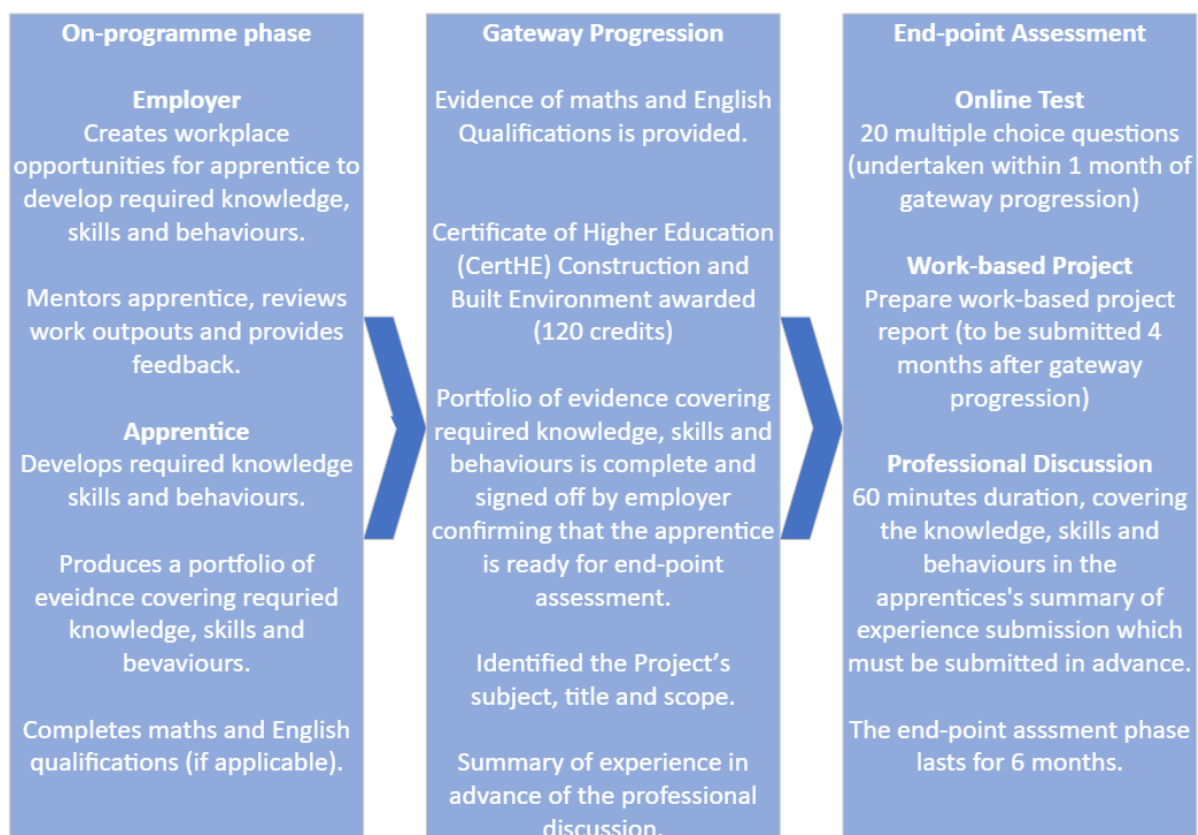 On-programme phase
Employer
Creates workplace
opportunities for apprentice to
develop required knowledge,
skills and behaviours.
Mentors apprentice, reviews
work outpouts and provides
feedback.
Apprentice
Develops required knowledge
skills and behaviours.
Produces a portfolio of
eveidnce covering requried
knowledge, skills and
bevaviours.
Completes maths and English
qualifications (if applicable).
Gateway Progression
Evidence of maths and English
Qualifications is provided.
Certificate of Higher Education
(CertHE) Construction and
Built Environment awarded
(120 credits)
Portfolio of evidence covering
required knowledge, skills and
behaviours is complete and
signed off by employer
confirming that the apprentice
is ready for end-point
assessment.
Identified the Project’s
subject, title and scope.
Summary of experience in
advance of the professional
discussion.
End-point Assessment
Online Test
20 multiple choice questions
(undertaken within 1 month of
gateway progression)
Work-based Project
Prepare work-based project
report (to be submitted 4
months after gateway
progression)
Professional Discussion
60 minutes duration, covering
the knowledge, skills and
behaviours in the
apprentices's summary of
experience submission which
must be submitted in advance.
The end-point asssment phase
lasts for 6 months.